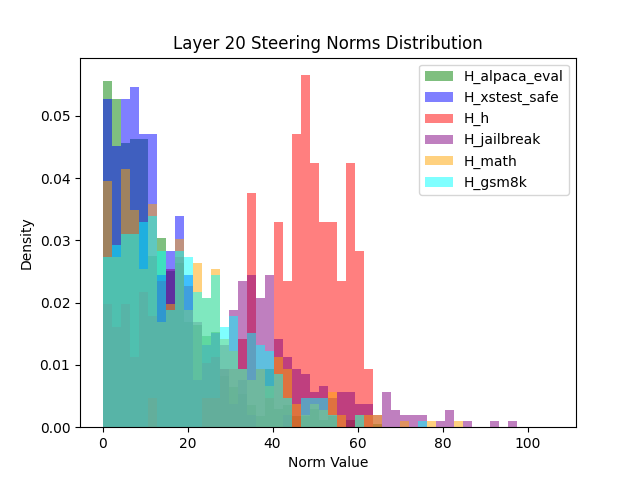 Layer 20 Steering Norms Distribution
H_alpaca_eval
H_xstest_safe
H_h
H_jailbreak
H_math
H_gsm8k
Density
0.05
0.04
0.03
0.02
0.01
0.00
0 20 40 60 80 100
Norm Value